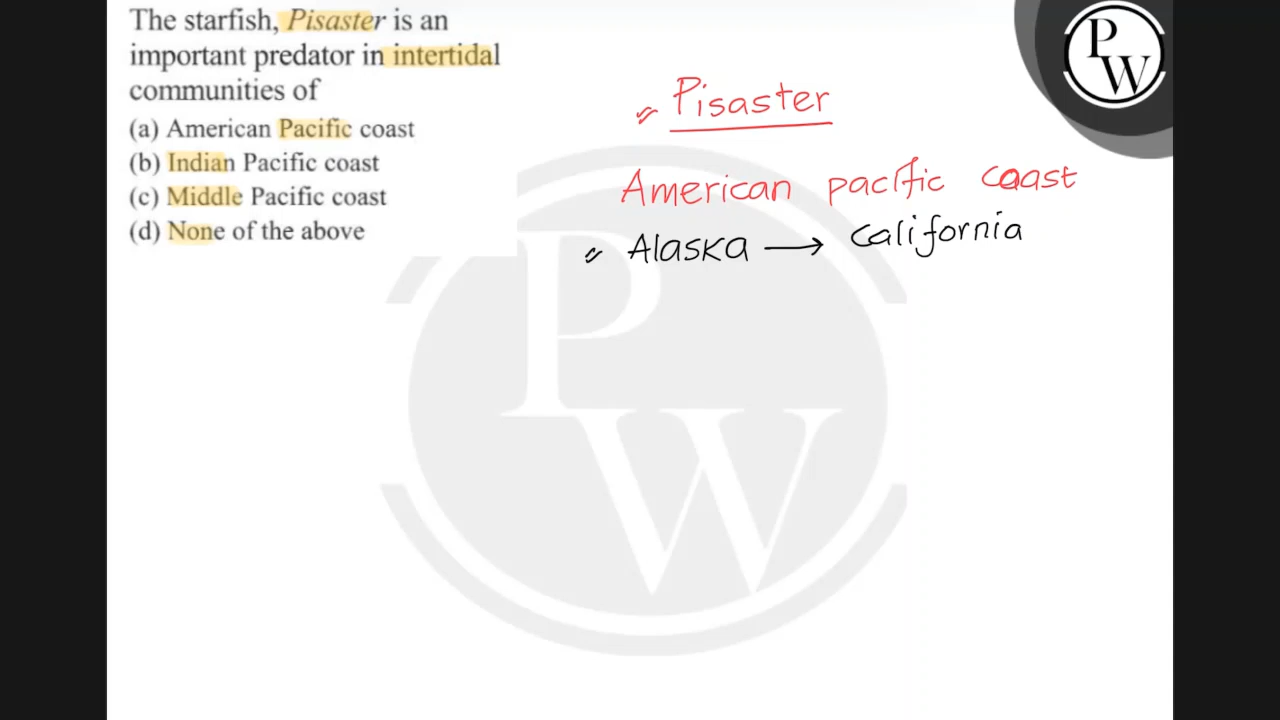 The starfish, Pisaster is an
important predator in intertidal
communities of
(a) American Pacific coast
(b) Indian Pacific coast
(c) Middle Pacific coast
(d) None of the above
Pisaster
American pacific coast
Alaska → california
P
W
P
W